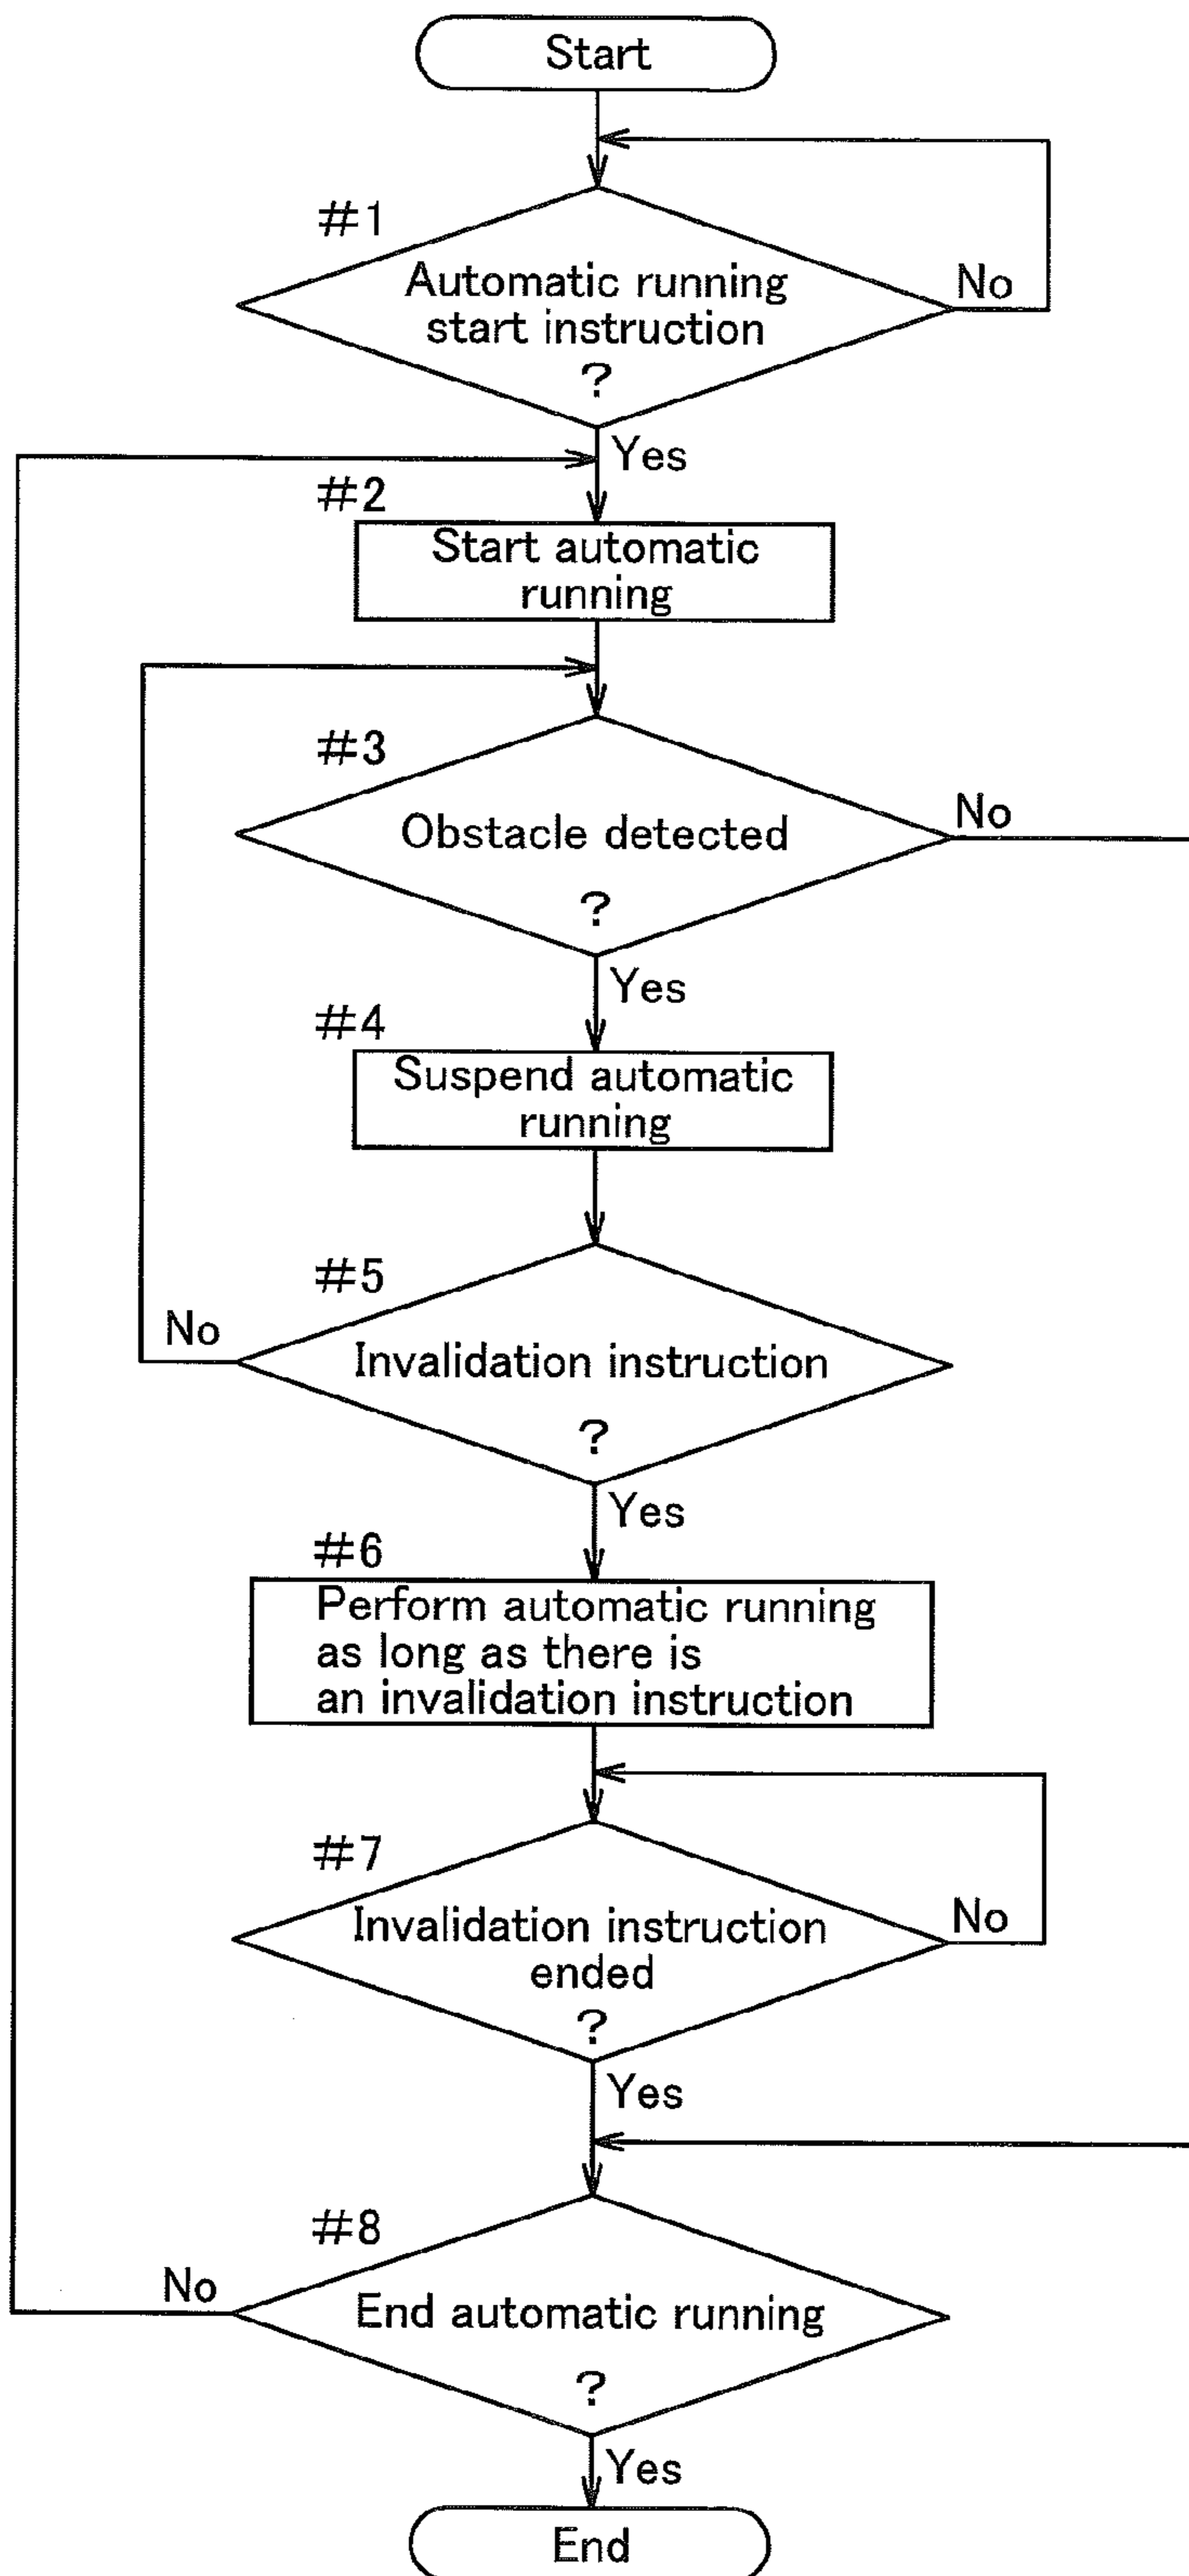 Start
#1
Automatic running
start instruction
?
No
Yes
#2
Start automatic
running
#3
Obstacle detected
?
No
Yes
#4
Suspend automatic
running
#5
No
Invalidation instruction
?
Yes
#6
Perform automatic running
as long as there is
an invalidation instruction
#7
Invalidation instruction
ended
?
No
Yes
#8
No
End automatic running
?
Yes
End